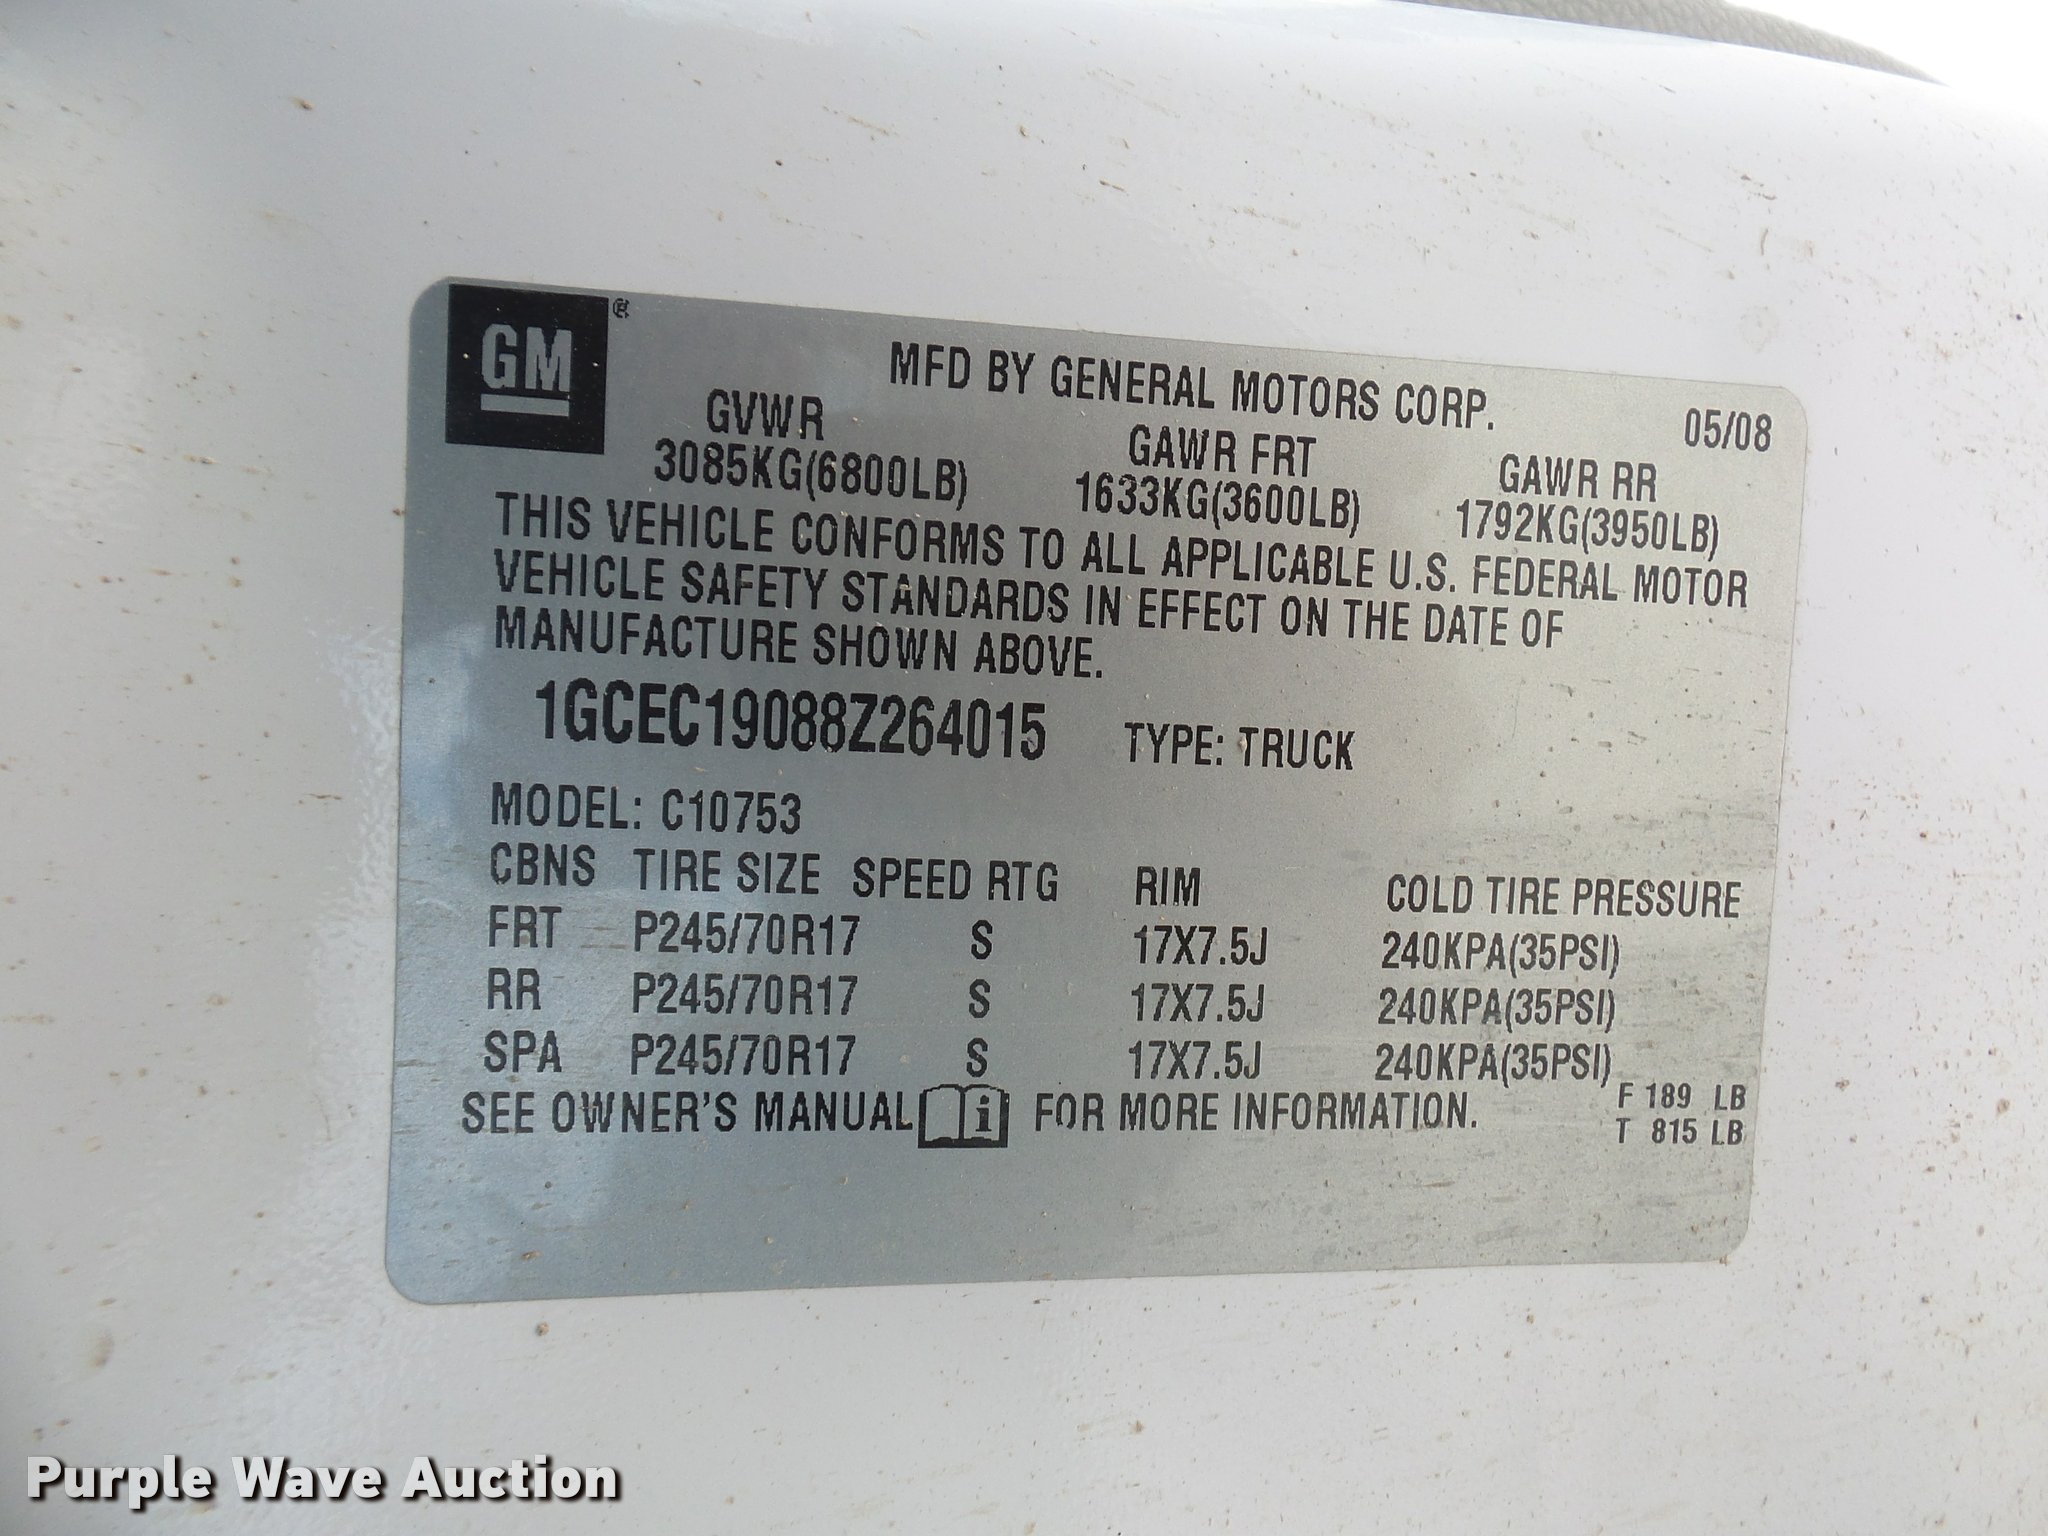 GM®
MFD BY GENERAL MOTORS CORP. 05/08
GVWR GAWR FRT GAWR RR
3085KG(6800LB) 1633KG(3600LB) 1792KG(3950LB)
THIS VEHICLE CONFORMS TO ALL APPLICABLE U.S. FEDERAL MOTOR
VEHICLE SAFETY STANDARDS IN EFFECT ON THE DATE OF
MANUFACTURE SHOWN ABOVE.
1GCEC19088Z264015 TYPE: TRUCK
MODEL: C10753
CBNS TIRE SIZE SPEED RTG RIM COLD TIRE PRESSURE
FRT P245/70R17 S 17X7.5J 240KPA(35PSI)
RR P245/70R17 S 17X7.5J 240KPA(35PSI)
SPA P245/70R17 S 17X7.5J 240KPA(35PSI)
SEE OWNER'S MANUAL i FOR MORE INFORMATION.
F 189 LB
T 815 LB
Purple Wave Auction